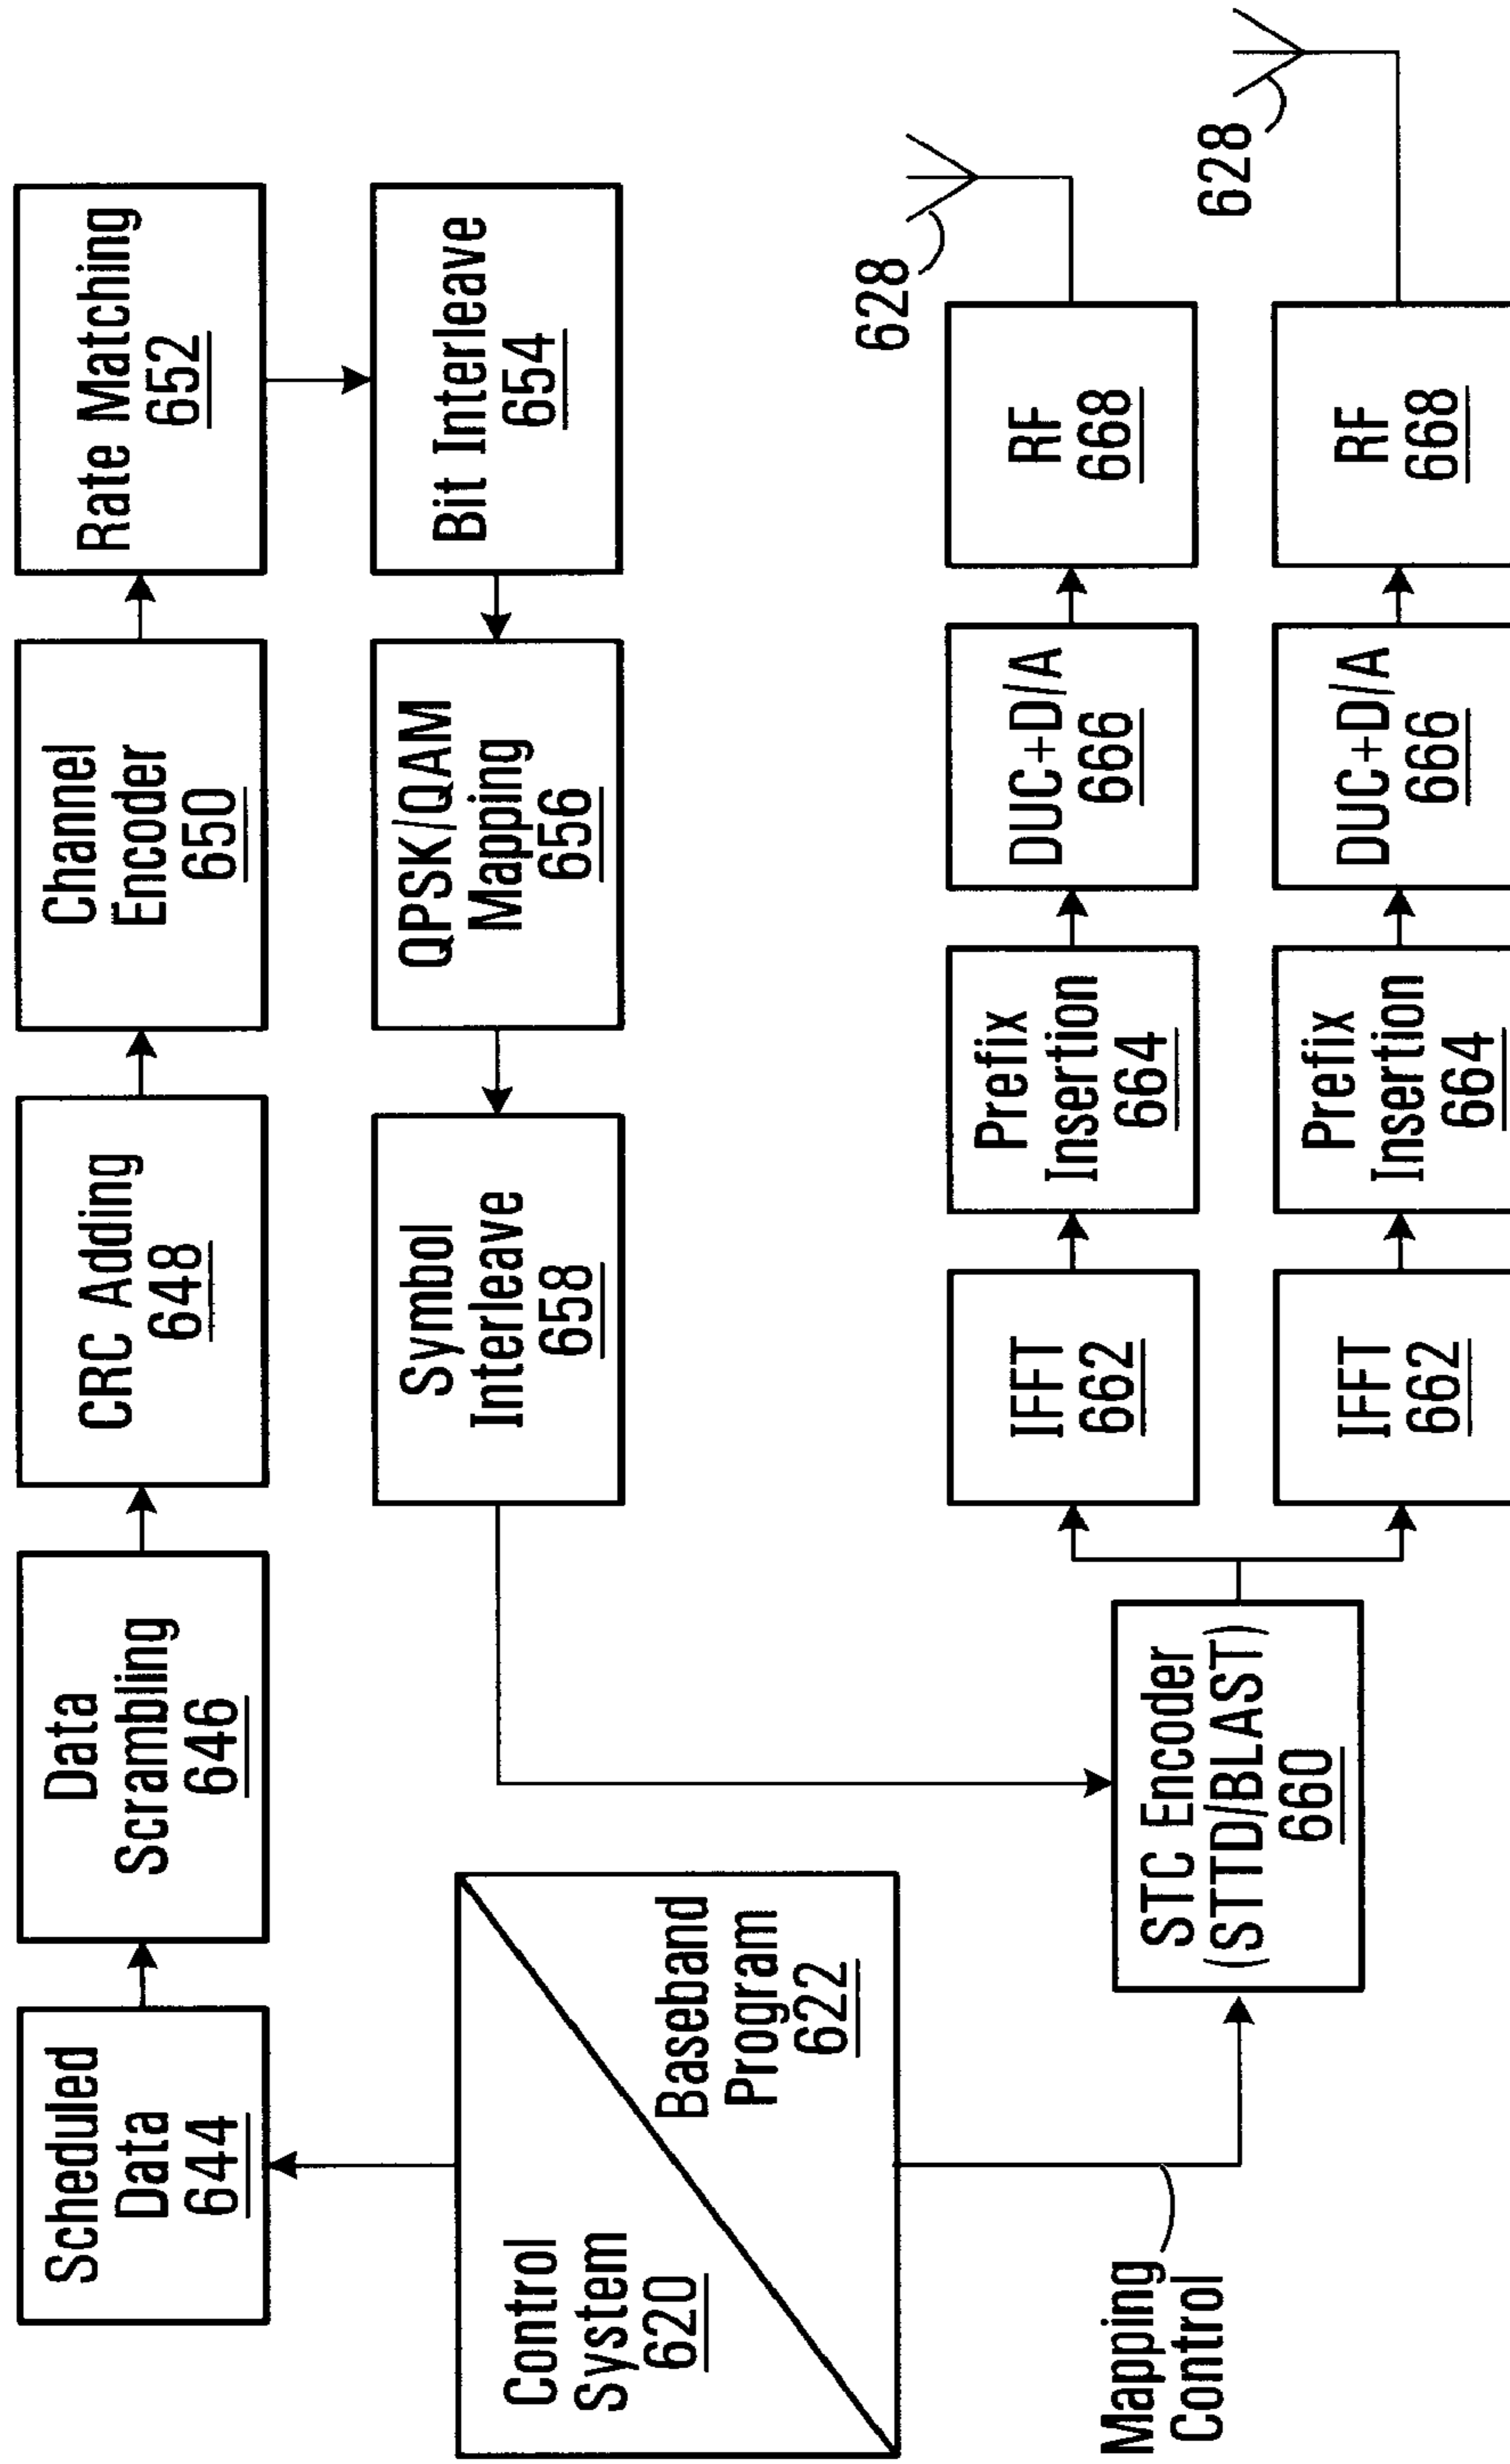 Scheduled
Data
644
Data
Scrambling
646
CRC Adding
648
Channel
Encoder
650
Rate Matching
652
Bit Interleave
654
QPSK/QAM
Mapping
656
Symbol
Interleave
658
Control
System
620
Baseband
Program
622
Mapping
Control
STC Encoder
(STTD/BLAST)
660
IFFT
662
Prefix
Insertion
664
DUC+D/A
666
RF
668
628
IFFT
662
Prefix
Insertion
664
DUC+D/A
666
RF
668
628